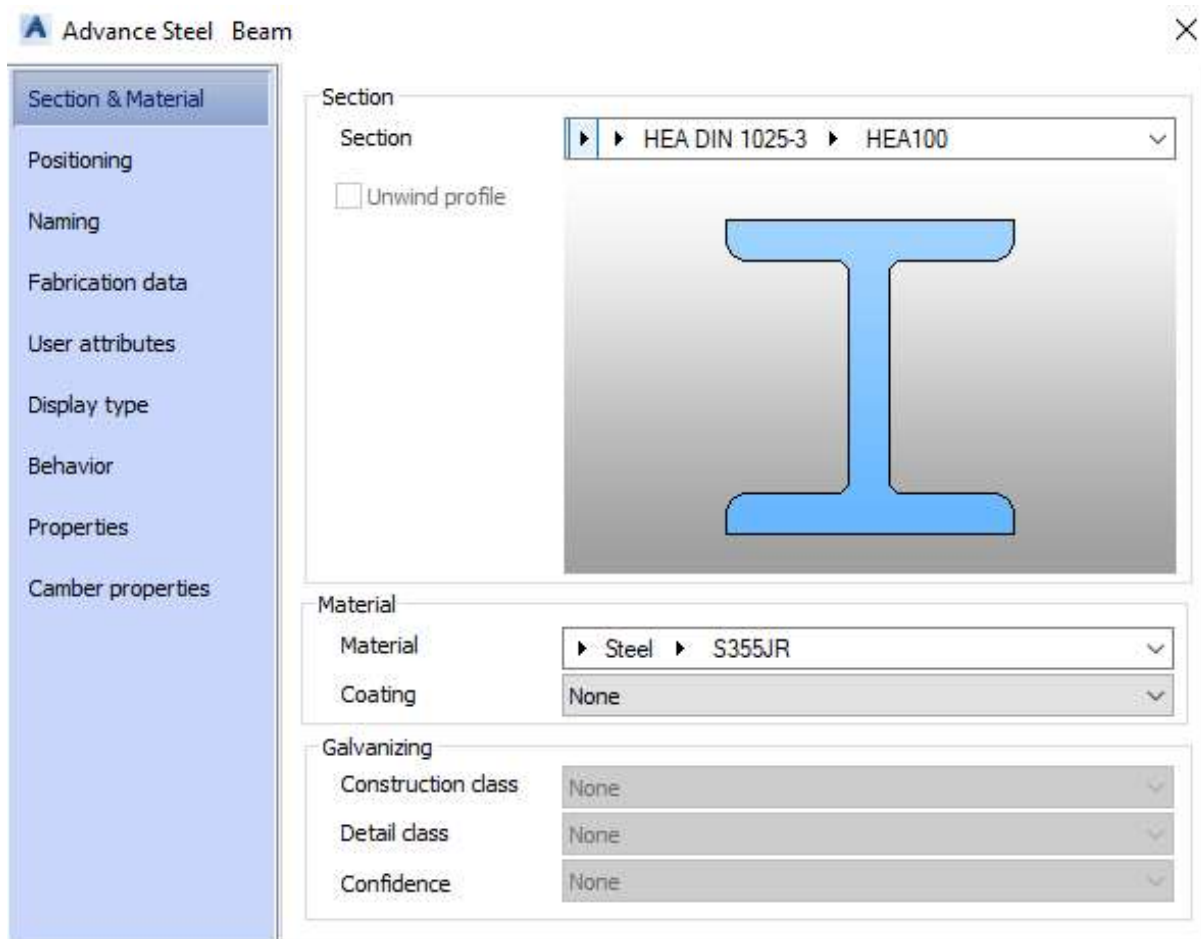 Advance Steel Beam
Section & Material
Positioning
Naming
Fabrication data
User attributes
Display type
Behavior
Properties
Camber properties
Section
Section HEA DIN 1025-3 HEA100
Unwind profile
Material
Material Steel S355JR
Coating None
Galvanizing
Construction class None
Detail class None
Confidence None